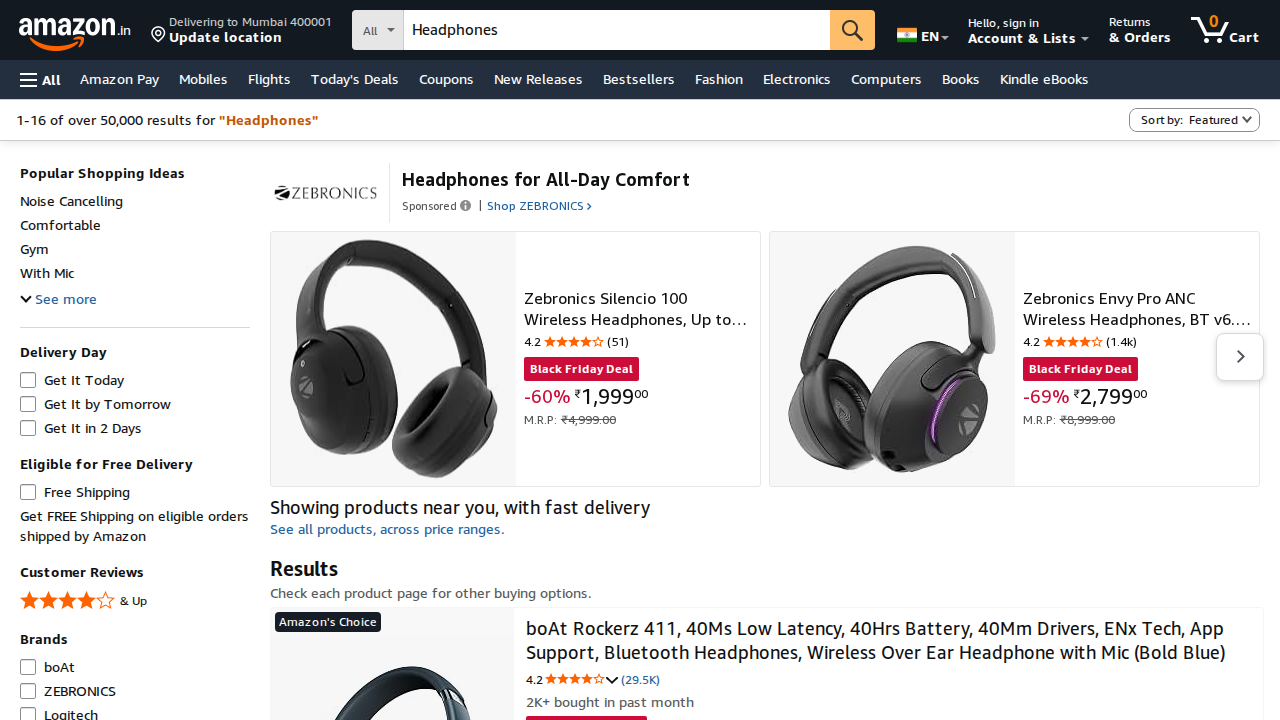 amazon.in
Delivering to Mumbai 400001
Update location
All
Headphones
EN
Hello, sign in
Account & Lists
Returns
& Orders
0
Cart
All
Amazon Pay
Mobiles
Flights
Today's Deals
Coupons
New Releases
Bestsellers
Fashion
Electronics
Computers
Books
Kindle eBooks
1-16 of over 50,000 results for "Headphones"
Sort by: Featured
Popular Shopping Ideas
Noise Cancelling
Comfortable
Gym
With Mic
See more
Delivery Day
Get It Today
Get It by Tomorrow
Get It in 2 Days
Eligible for Free Delivery
Free Shipping
Get FREE Shipping on eligible orders
shipped by Amazon
Customer Reviews
& Up
Brands
boAt
ZEBRONICS
Logitech
ZEBRONICS
Headphones for All-Day Comfort
Sponsored | Shop ZEBRONICS
Zebronics Silencio 100
Wireless Headphones, Up to…
4.2 (51)
Black Friday Deal
-60% ₹1,99900
M.R.P: ₹4,999.00
Zebronics Envy Pro ANC
Wireless Headphones, BT v6.…
4.2 (1.4k)
Black Friday Deal
-69% ₹2,79900
M.R.P: ₹8,999.00
Showing products near you, with fast delivery
See all products, across price ranges.
Results
Check each product page for other buying options.
Amazon's Choice
boAt Rockerz 411, 40Ms Low Latency, 40Hrs Battery, 40Mm Drivers, ENx Tech, App
Support, Bluetooth Headphones, Wireless Over Ear Headphone with Mic (Bold Blue)
4.2 (29.5K)
2K+ bought in past month